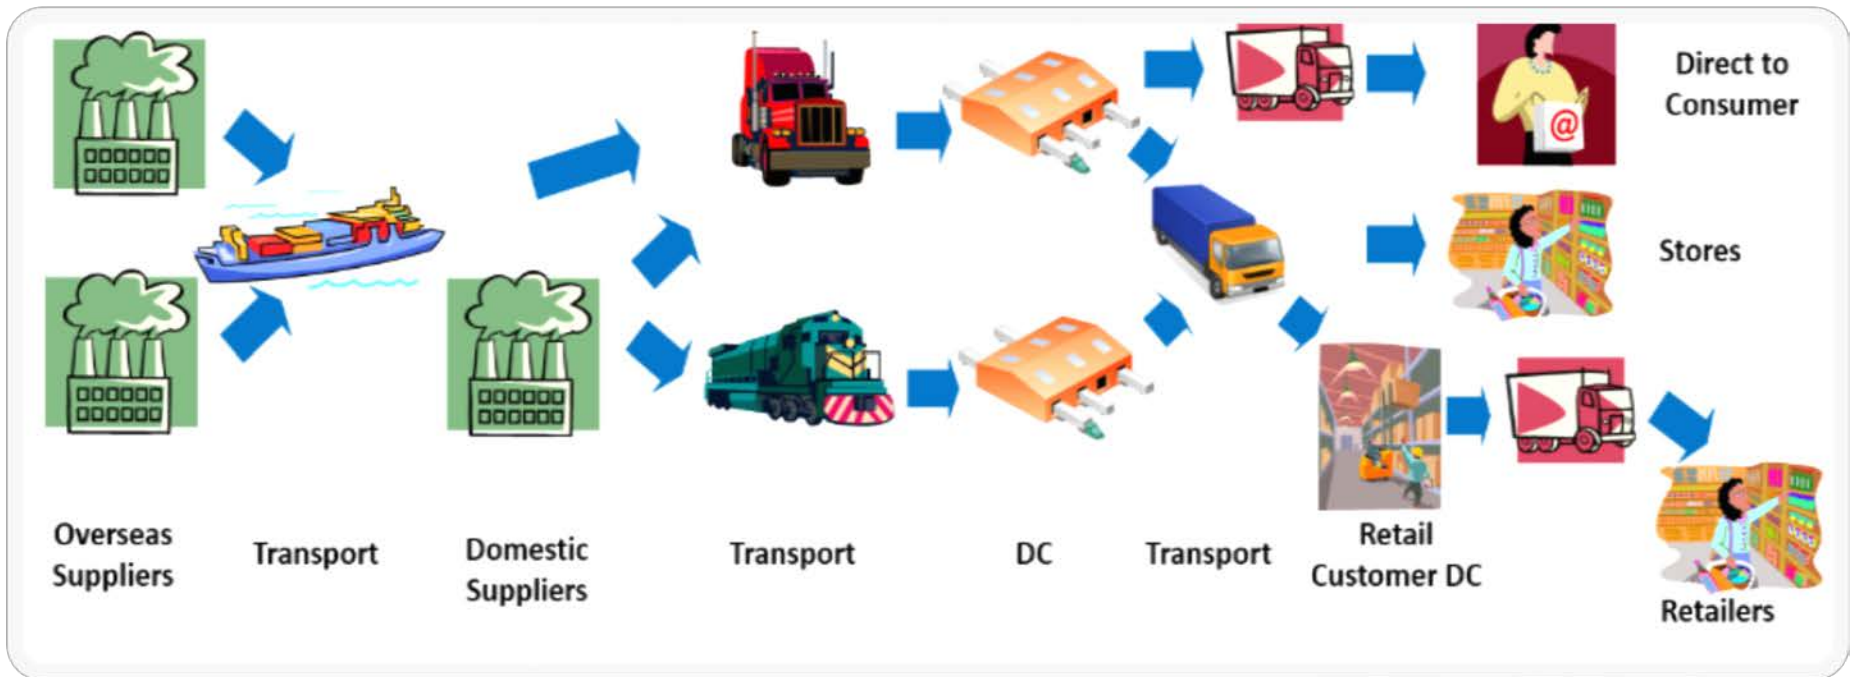 Direct to
Consumer
@
Stores
Overseas
Suppliers
Transport
Domestic
Suppliers
Transport
DC
Transport
Retail
Customer DC
Retailers